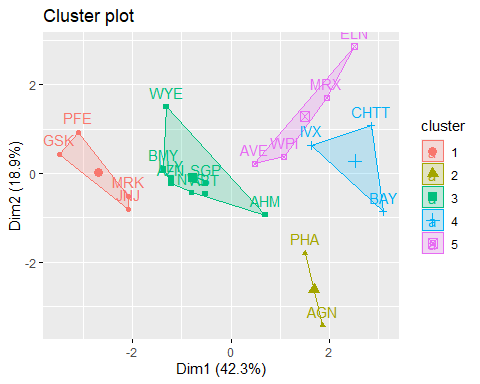 Cluster plot
ELN
MRX
WYE
CHTT
PFE
IVX
GSK
AVE
WPI
BMY
AZN
SGP
MRK
JNJ
BAY
AHM
PHA
AGN
2
0
-2
-2
0
2
Dim2 (18.9%)
Dim1 (42.3%)
cluster
1
2
3
4
5